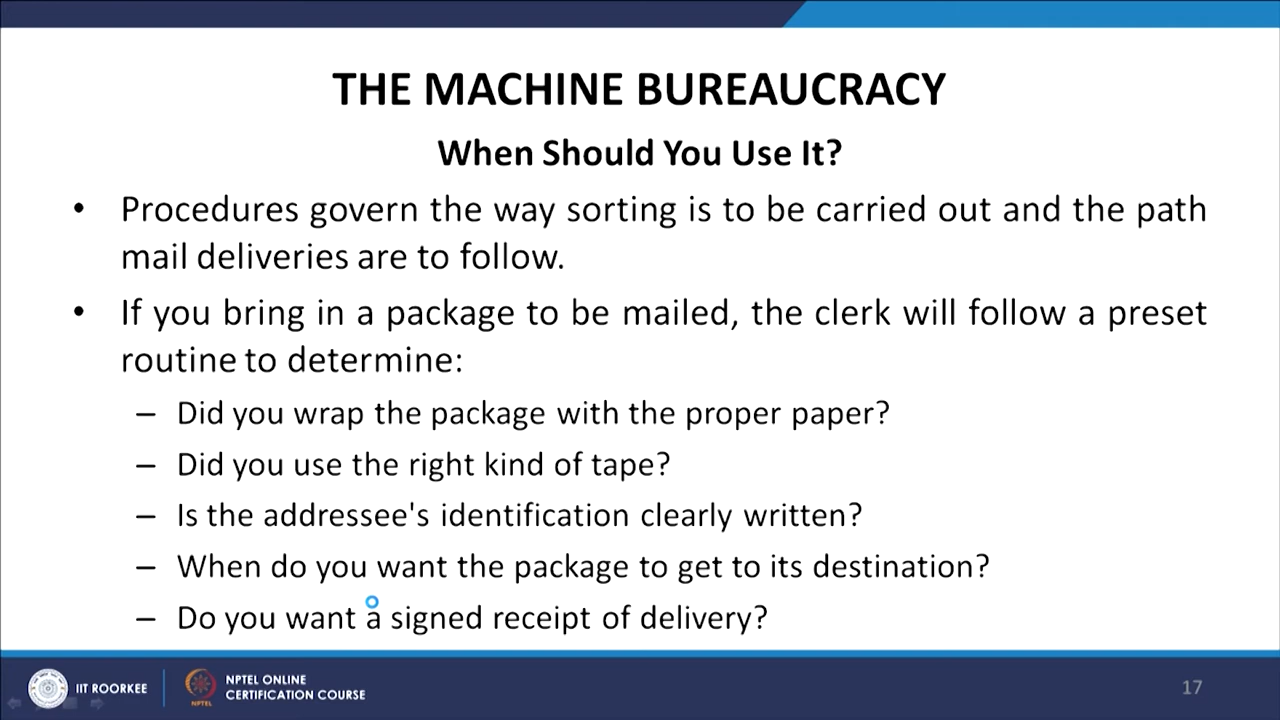 THE MACHINE BUREAUCRACY
When Should You Use It?
• Procedures govern the way sorting is to be carried out and the path
mail deliveries are to follow.
• If you bring in a package to be mailed, the clerk will follow a preset
routine to determine:
– Did you wrap the package with the proper paper?
– Did you use the right kind of tape?
– Is the addressee's identification clearly written?
– When do you want the package to get to its destination?
– Do you want a signed receipt of delivery?
IIT ROORKEE
NPTEL
NPTEL ONLINE
CERTIFICATION COURSE
17